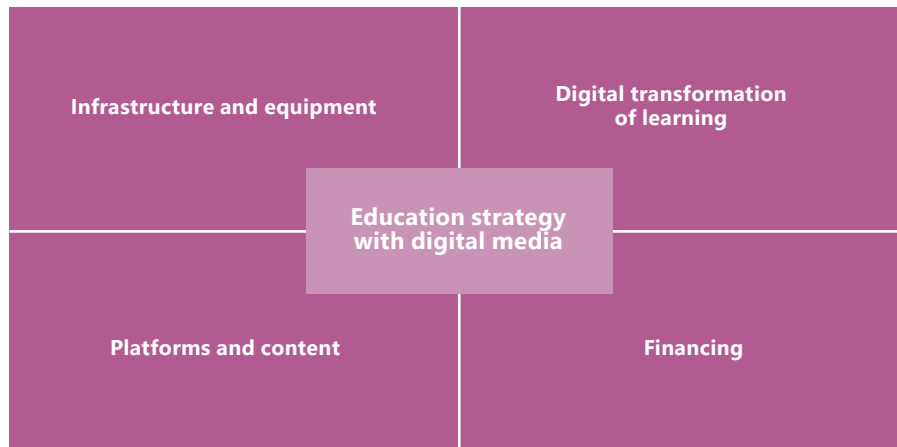 Infrastructure and equipment
Digital transformation
of learning
Education strategy
with digital media
Platforms and content
Financing